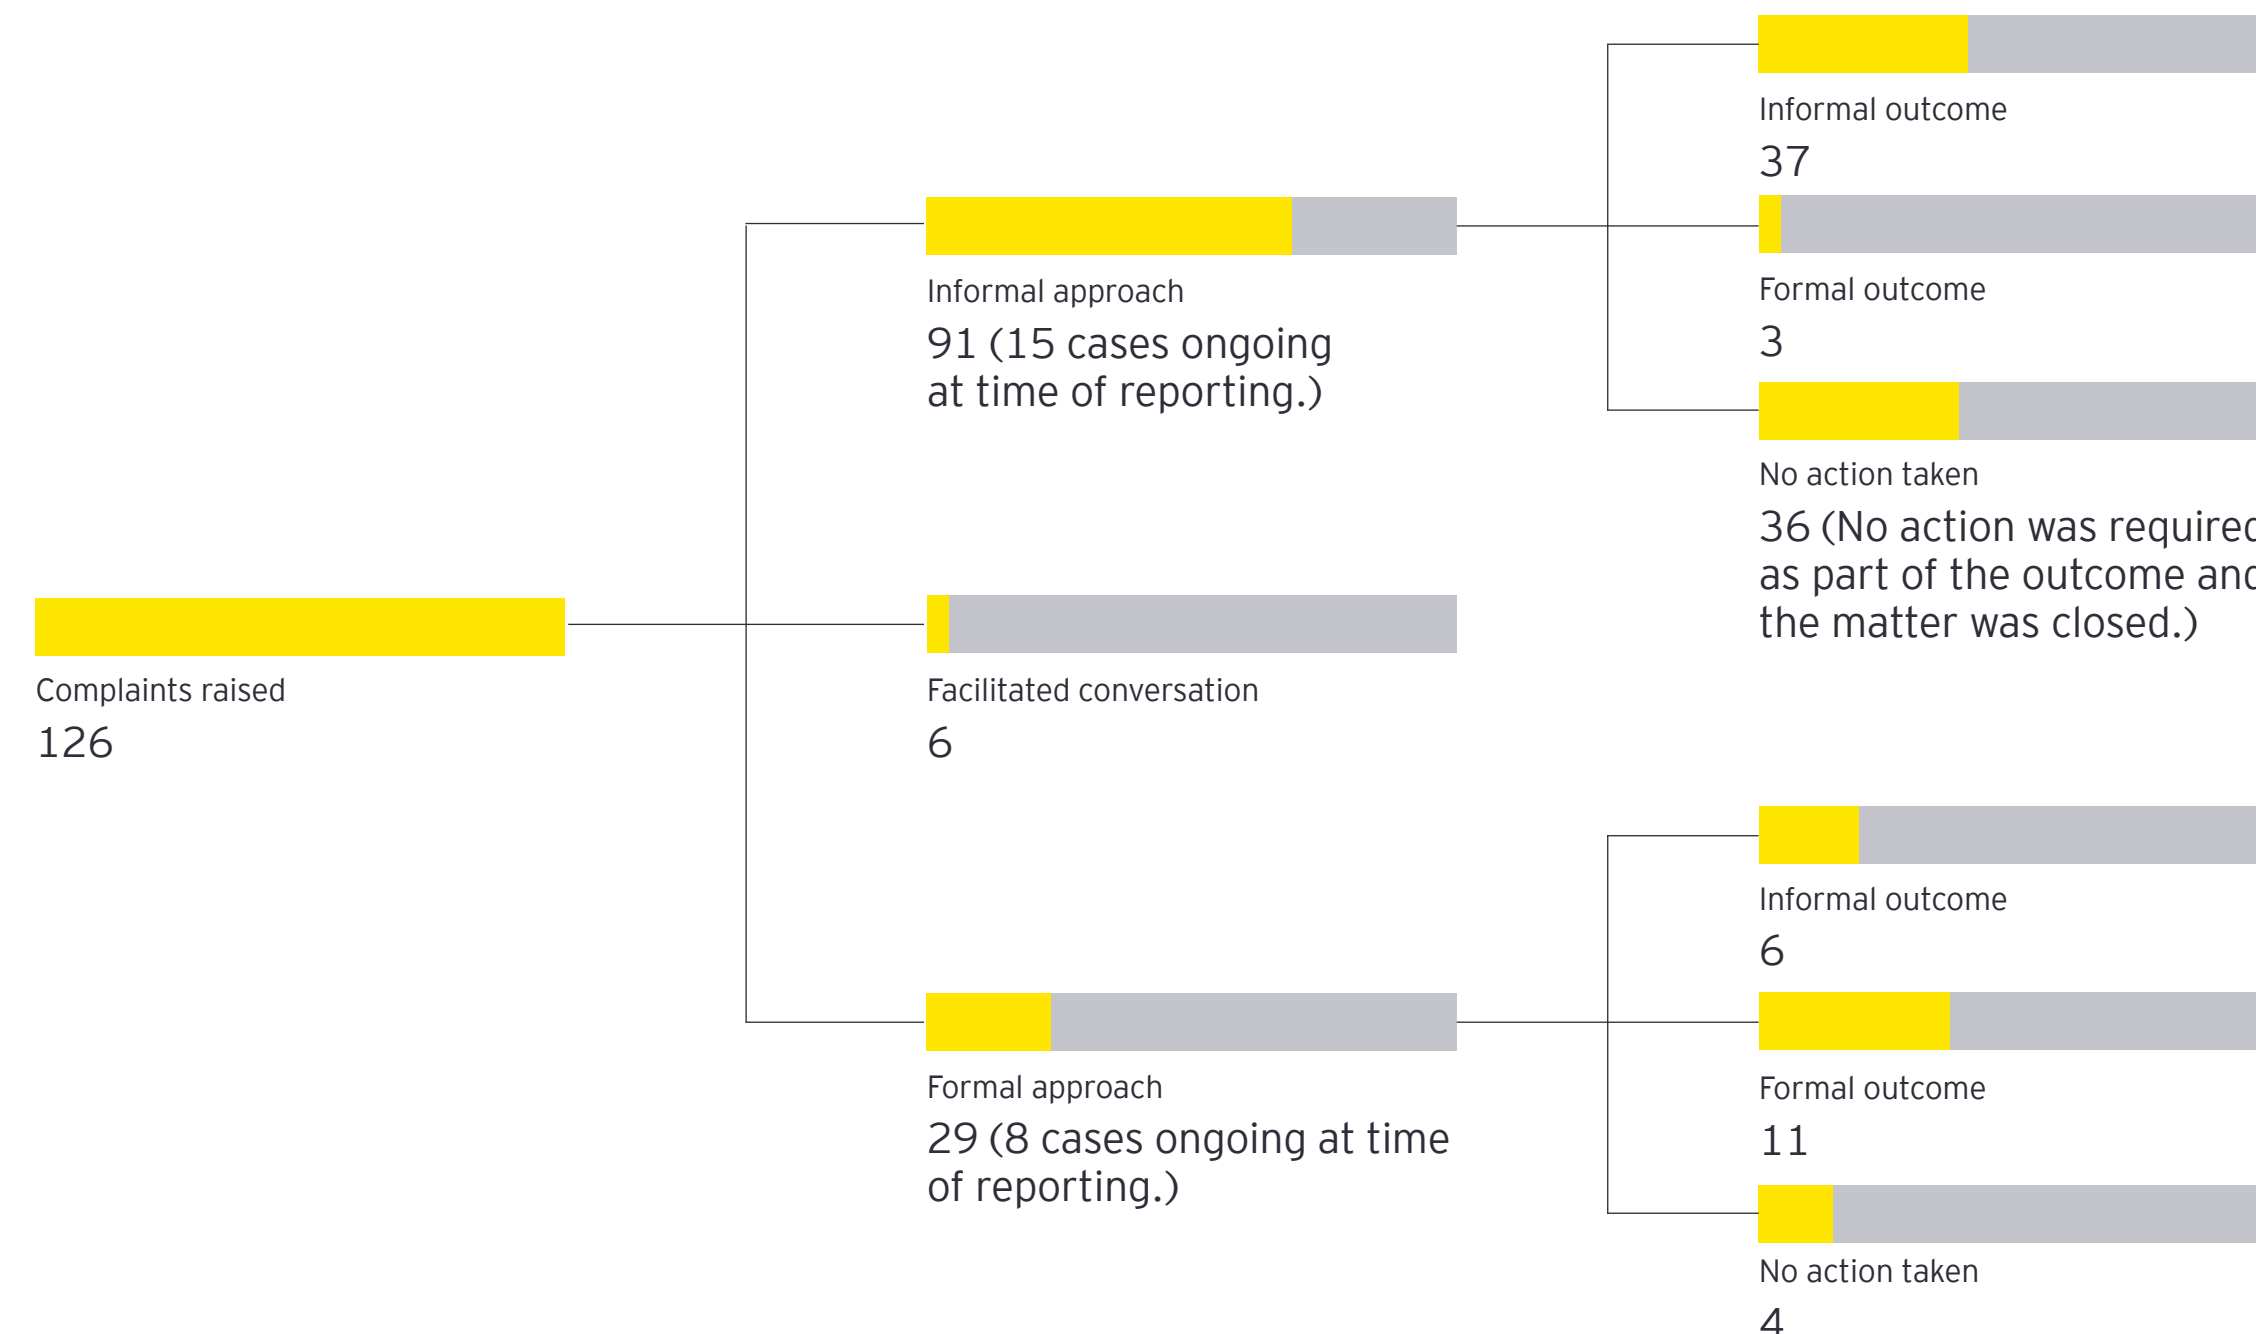 Complaints raised
126
Informal approach
91 (15 cases ongoing
at time of reporting.)
Facilitated conversation
6
Formal approach
29 (8 cases ongoing at time
of reporting.)
Informal outcome
37
Formal outcome
3
No action taken
36 (No action was required
as part of the outcome and
the matter was closed.)
Informal outcome
6
Formal outcome
11
No action taken
4